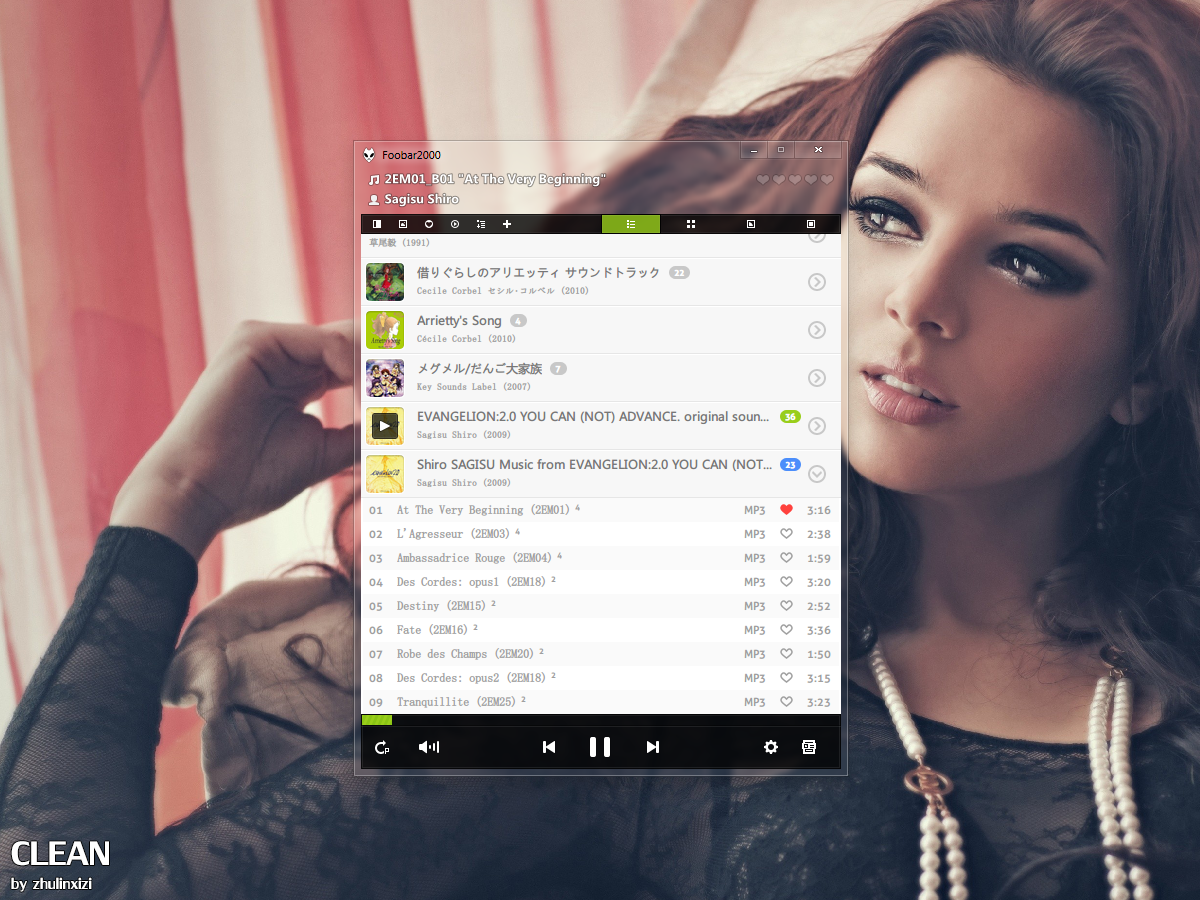 Foobar2000
2EM01_B01 "At The Very Beginning"
Sagisu Shiro
草尾毅 (1991)
借りぐらしのアリエッティ サウンドトラック 22
Cecile Corbel セシル·コルベル (2010)
Arrietty's Song 4
Cécile Corbel (2010)
メグメル/だんご大家族 7
Key Sounds Label (2007)
EVANGELION:2.0 YOU CAN (NOT) ADVANCE. original soun... 36
Sagisu Shiro (2009)
Shiro SAGISU Music from EVANGELION:2.0 YOU CAN (NOT... 23
Sagisu Shiro (2009)
01 At The Very Beginning (2EM01) 4 MP3 3:16
02 L'Agresseur (2EM03) 4 MP3 2:38
03 Ambassadrice Rouge (2EM04) 4 MP3 1:59
04 Des Cordes: opus1 (2EM18) 2 MP3 3:20
05 Destiny (2EM15) 2 MP3 2:52
06 Fate (2EM16) 2 MP3 3:36
07 Robe des Champs (2EM20) 2 MP3 1:50
08 Des Cordes: opus2 (2EM18) 2 MP3 3:15
09 Tranquillite (2EM25) 2 MP3 3:23
CLEAN
by zhulinxizi